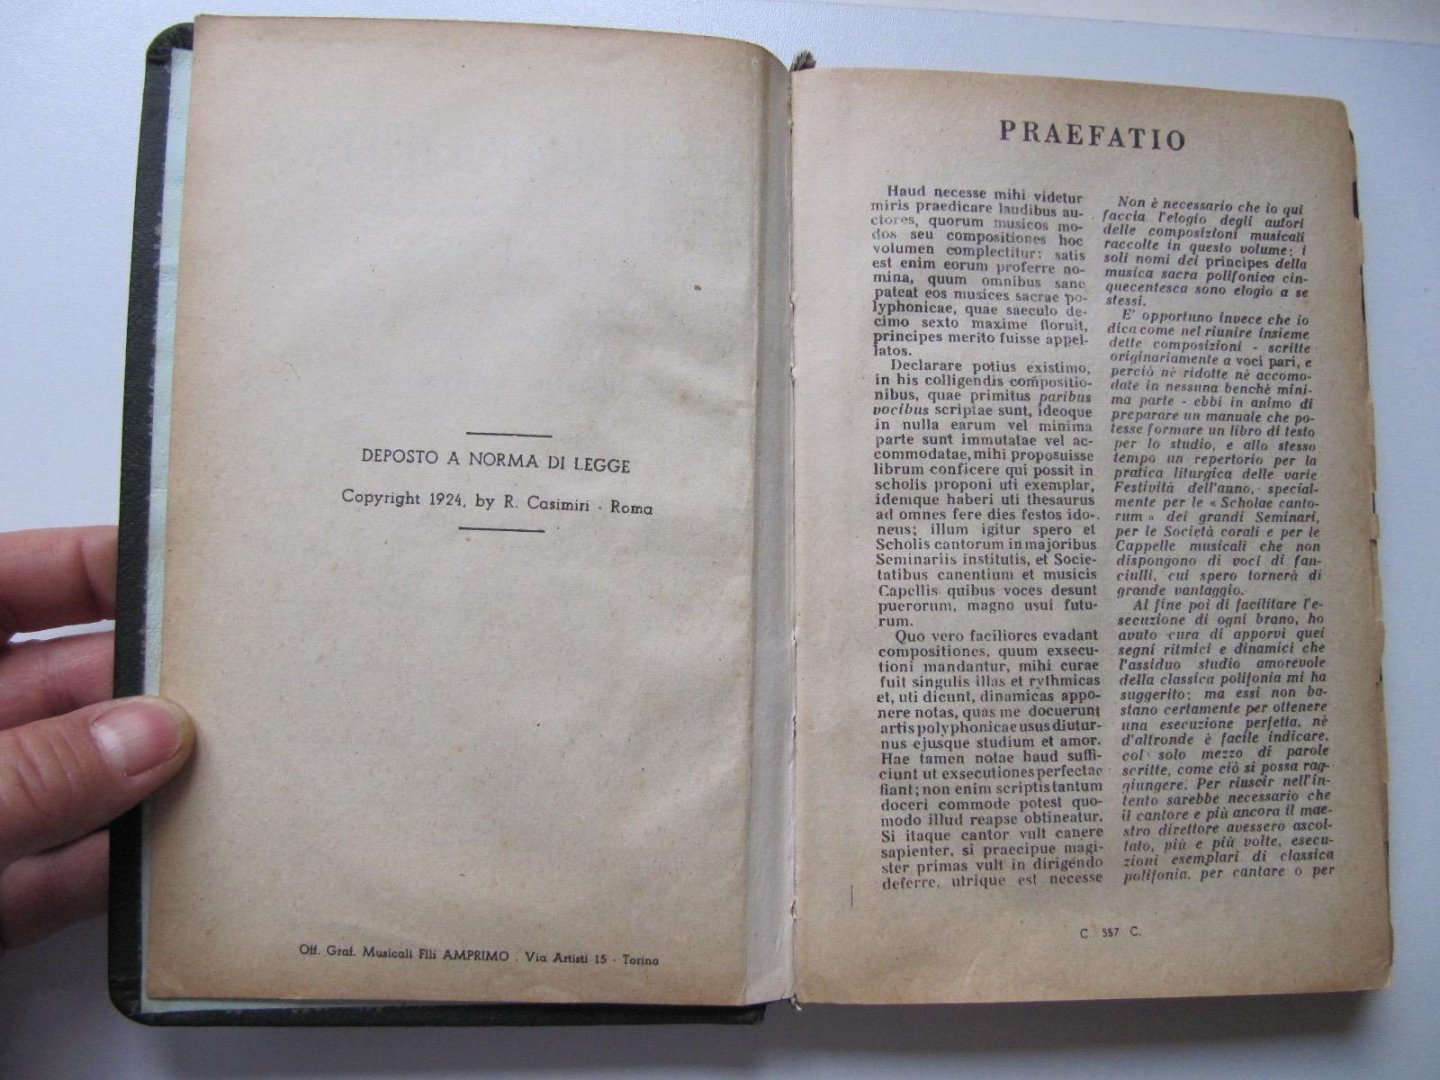 DEPOSTO A NORMA DI LEGGE
Copyright 1924, by R. Casimiri - Roma
Off. Graf. Musicali Flli AMPRIMO . Via Artisti 15 - Torino
PRAEFATIO
Haud necesse mihi videtur
miris praedicare laudibus au-
ctores, quorum musicos mo-
dos seu compositiones hoc
volumen complectitur: satis
est enim eorum proferre no-
mina, quum omnibus sane
pateat eos musices sacrae po-
lyphonicae, quae saeculo de-
cimo sexto maxime floruit,
principes merito fuisse appel-
latos.
Declarare potius existimo,
in his colligendis compositio-
nibus, quae primitus paribus
vocibus scriptae sunt, ideoque
in nulla earum vel minima
parte sunt immutatae vel ac-
commodatae, mihi proposuisse
librum conficere qui possit in
scholis proponi uti exemplar,
idemque haberi uti thesaurus
ad omnes fere dies festos ido-
neus; illum igitur spero et
Scholis cantorum in majoribus
Seminariis institutis, et Socie-
tatibus canentium et musicis
Capellis quibus voces desunt
puerorum, magno usui futu-
rum.
Quo vero faciliores evadant
compositiones, quum exsecu-
tioni mandantur, mihi curae
fuit singulis illas et rythmicas
et, uti dicunt, dinamicas appo-
nere notas, quas me docuerunt
artis polyphonicae usus diutur-
nus ejusque studium et amor.
Hae tamen notae haud suffi-
ciunt ut exsecutiones perfectae
fiant; non enim scriptis tantum
doceri commode potest quo-
modo illud reapse obtineatur.
Si itaque cantor vult canere
sapienter, si praecipue magi-
ster primas vult in dirigendo
deferre, utrique est necesse
Non è necessario che io qui
faccia l'elogio degli autori
delle composizioni musicali
raccolte in questo volume; i
soli nomi dei principes della
musica sacra polifonica cin-
quecentesca sono elogio a se
stessi.
E' opportuno invece che io
dica come nel riunire insieme
dette composizioni - scritte
originariamente a voci pari, e
perciò nè ridotte nè accomo-
date in nessuna benchè mini-
ma parte - ebbi in animo di
preparare un manuale che po-
tesse formare un libro di testo
per lo studio, e allo stesso
tempo un repertorio per la
pratica liturgica delle varie
Festività dell'anno, special-
mente per le « Scholae canto-
rum » dei grandi Seminari,
per le Società corali e per le
Cappelle musicali che non
dispongono di voci di fan-
ciulli, cui spero tornerà di
grande vantaggio.
Al fine poi di facilitare l'e-
secuzione di ogni brano, ho
avuto cura di apporvi quei
segni ritmici e dinamici che
l'assiduo studio amorevole
della classica polifonia mi ha
suggerito; ma essi non ba-
stano certamente per ottenere
una esecuzione perfetta, nè
d'altronde è facile indicare,
col solo mezzo di parole
scritte, come ciò si possa rag-
giungere. Per riuscir nell'in-
tento sarebbe necessario che
il cantore e più ancora il mae-
stro direttore avessero ascol-
tato, più e più volte, esecu-
zioni esemplari di classica
polifonia, per cantare o per
C. 557 C.